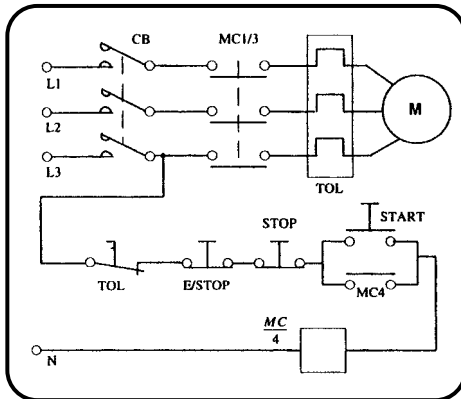 CB MC1/3
L1
L2
M
L3
TOL
STOP
START
TOL
E/STOP
MC4
MC
4
N